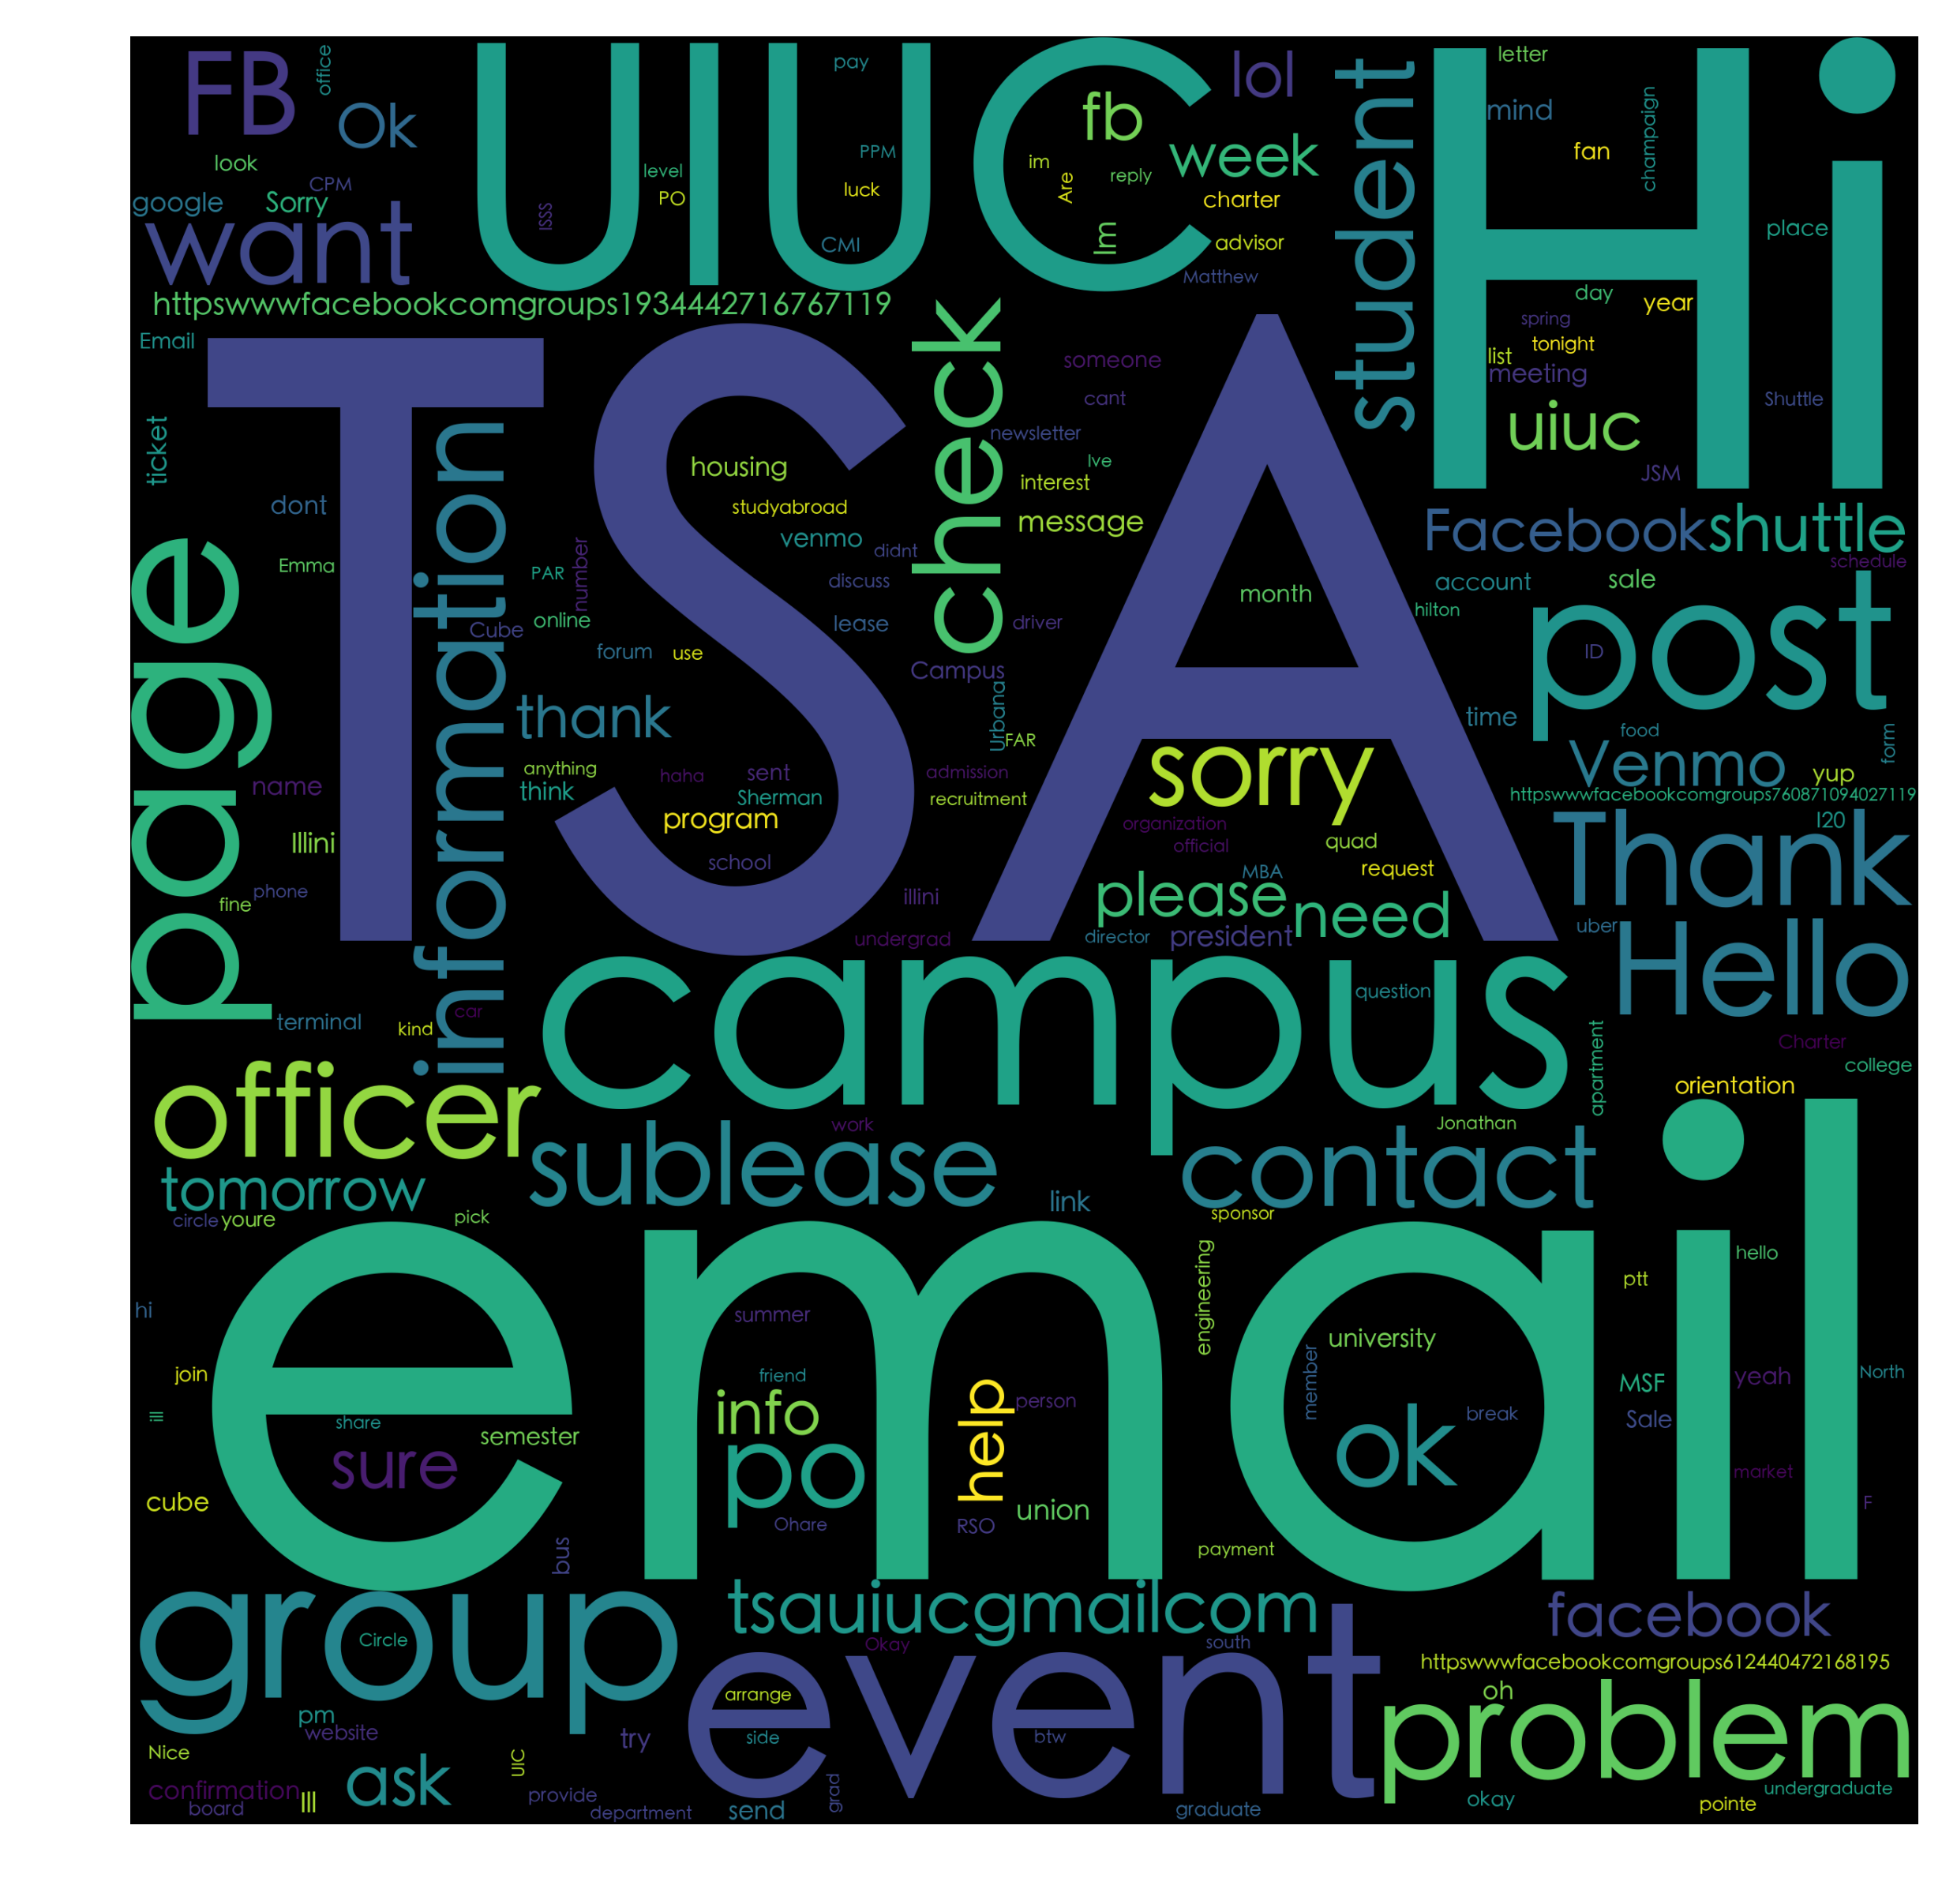 FB
office
Ok
look
CPM
google
Sorry
want
UIUC
pay
PPM
level
PO
luck
ISSS
CMI
fb
im
Are
reply
Im
lol
week
charter
advisor
Matthew
student
Hi
letter
mind
fan
champaign
place
day
year
spring
tonight
list
meeting
Shuttle
uiuc
JSM
httpswwwfacebookcomgroups1934442716767119
Email
ticket
TSA
check
someone
cant
newsletter
Ive
interest
message
housing
studyabroad
venmo
didnt
discuss
lease
driver
month
hilton
Facebook
shuttle
schedule
account
sale
post
ID
dont
Emma
page
information
PAR
number
online
Cube
forum
use
Campus
Urbana
FAR
thank
anything
think
haha
sent
Sherman
program
school
admission
recruitment
sorry
organization
official
quad
request
MBA
time
food
form
Venmo
yup
httpswwwfacebookcomgroups760871094027119
I20
Thank
name
Illini
phone
fine
illini
undergrad
please
need
director
president
uber
Hello
terminal
kind
car
campus
question
apartment
Charter
college
orientation
officer
work
Jonathan
tomorrow
sublease
link
contact
circle
youre
pick
sponsor
engineering
email
hello
ptt
hi
summer
university
join
friend
member
MSF
yeah
North
ill
share
info
help
person
break
Sale
semester
sure
po
ok
market
cube
Ohare
RSO
union
F
bus
payment
group
tsauiucgmailcom
facebook
Circle
Okay
south
httpswwwfacebookcomgroups612440472168195
event
arrange
oh
problem
pm
website
try
side
btw
Nice
UIC
confirmation
board
Ill
ask
provide
department
send
grad
graduate
okay
undergraduate
pointe